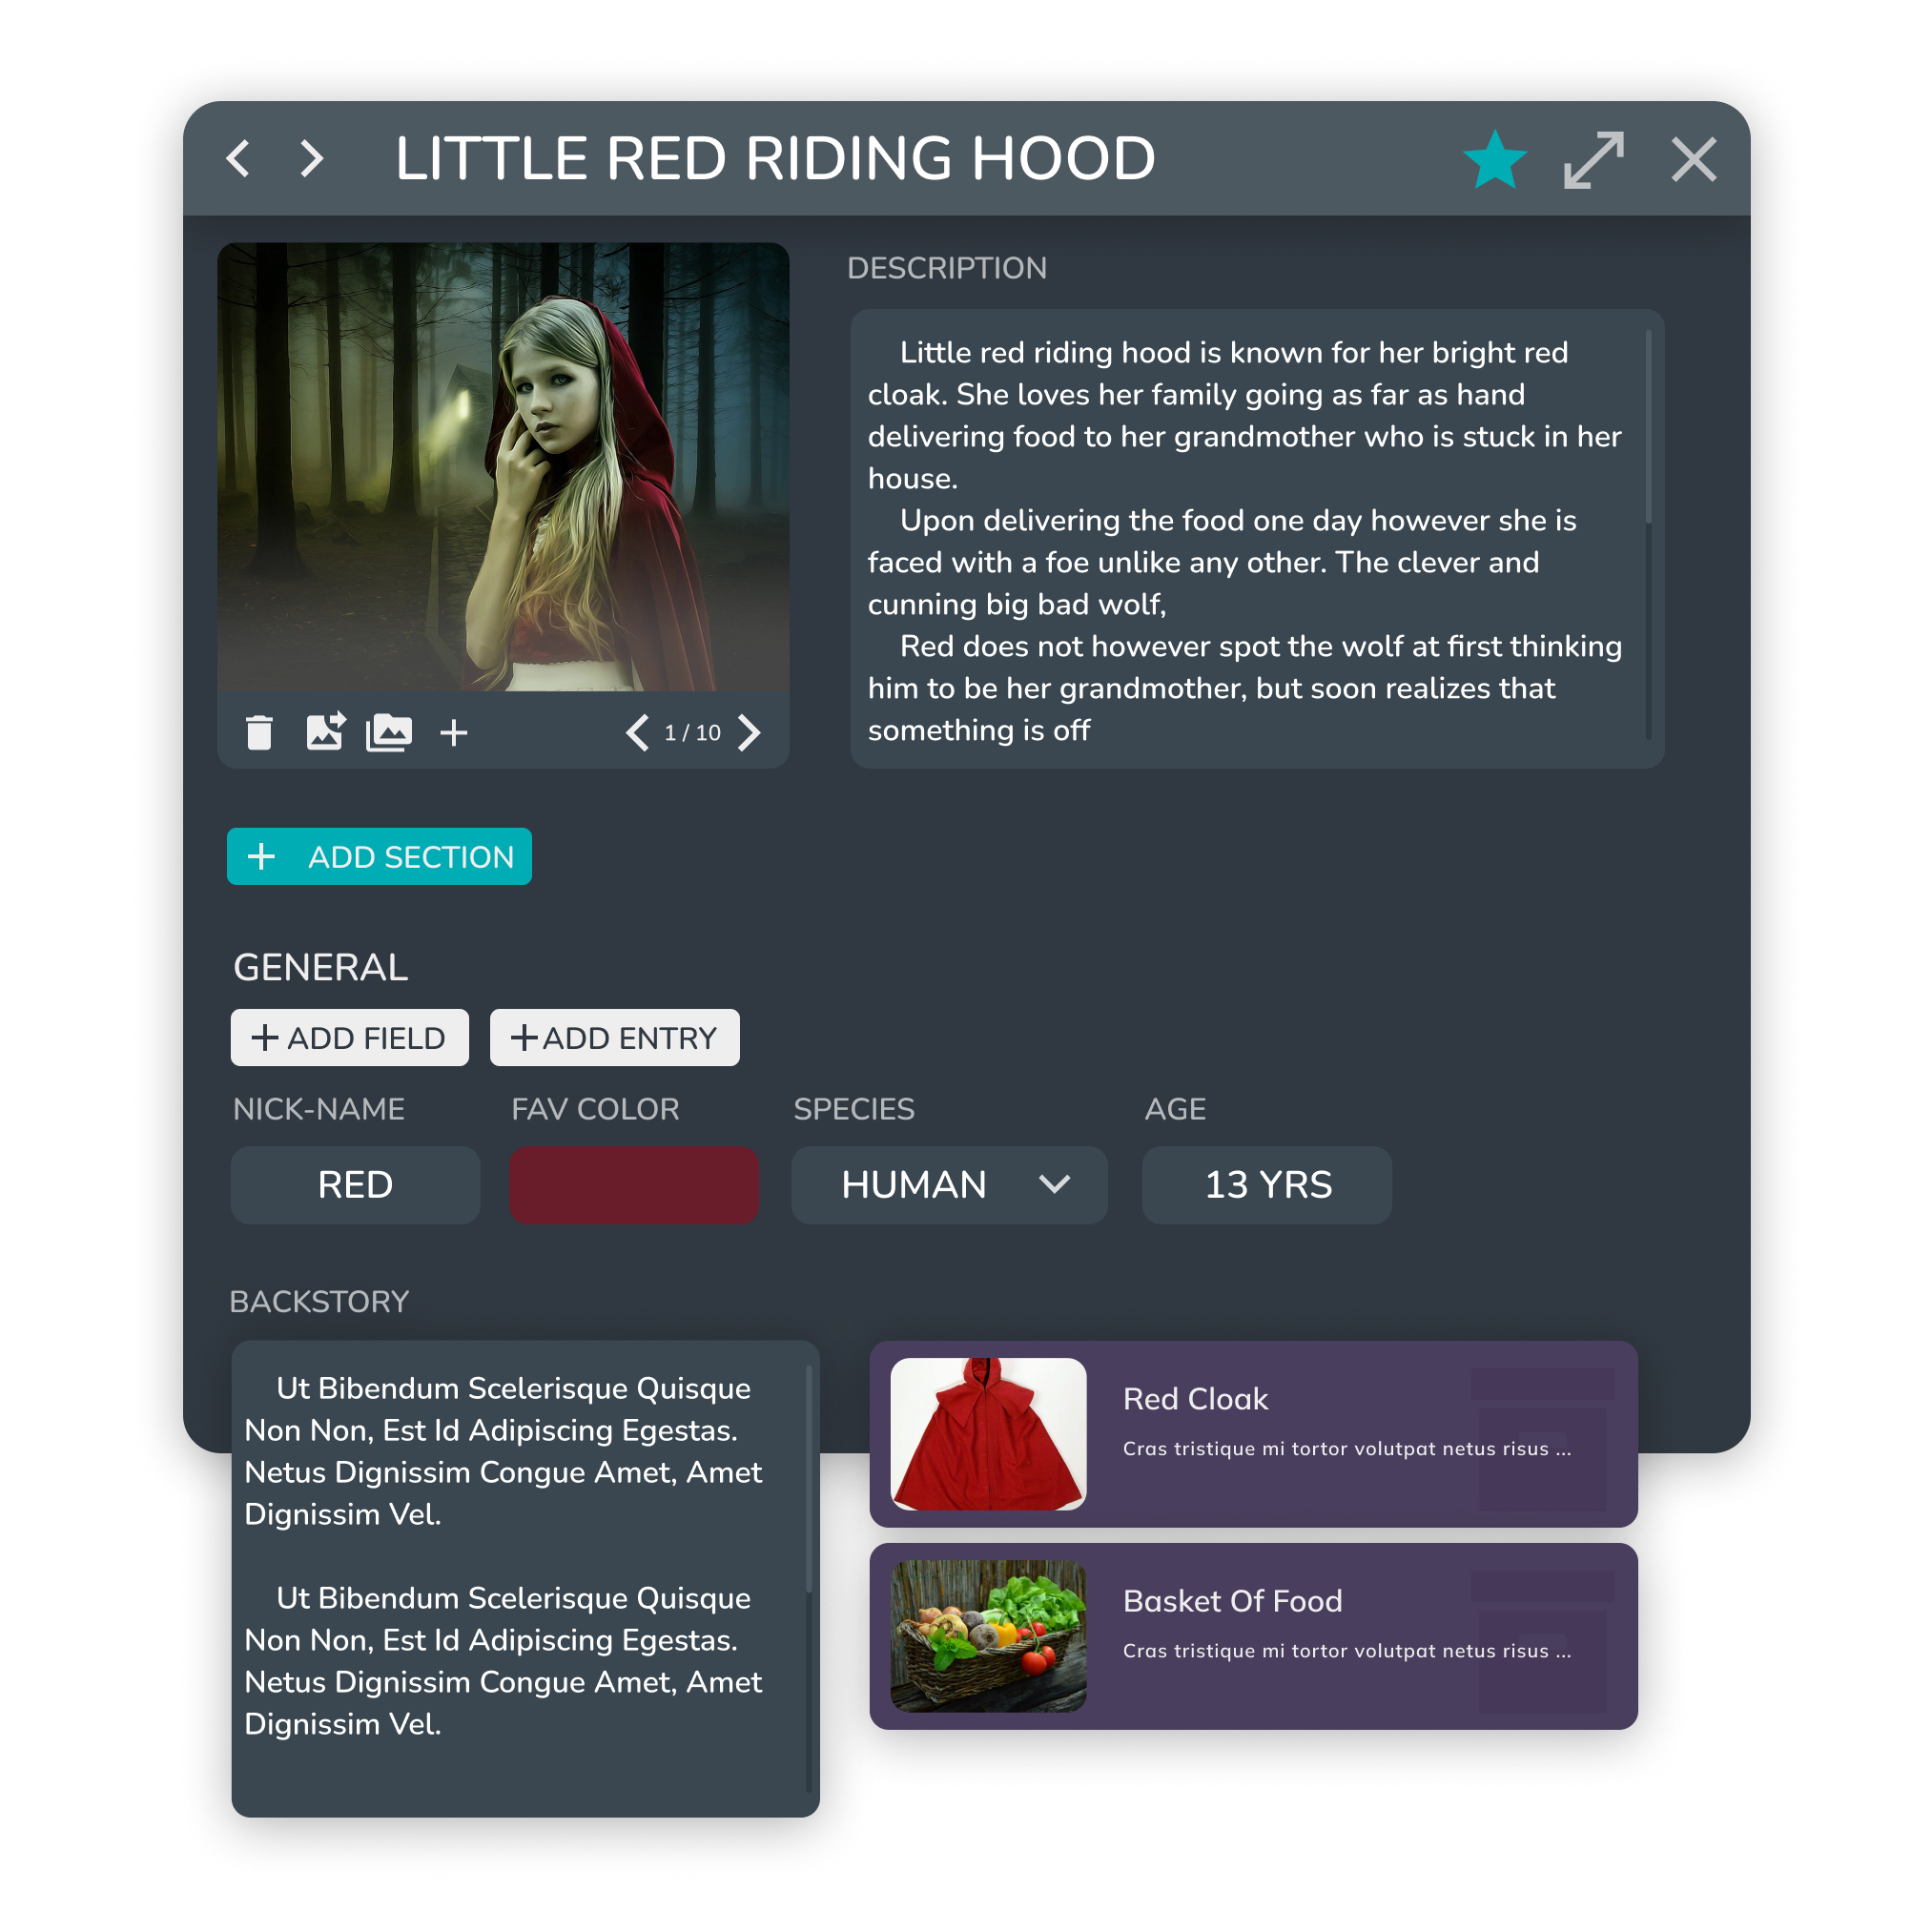 LITTLE RED RIDING HOOD
DESCRIPTION
Little red riding hood is known for her bright red
cloak. She loves her family going as far as hand
delivering food to her grandmother who is stuck in her
house.
Upon delivering the food one day however she is
faced with a foe unlike any other. The clever and
cunning big bad wolf,
Red does not however spot the wolf at first thinking
him to be her grandmother, but soon realizes that
something is off
1 / 10
ADD SECTION
GENERAL
ADD FIELD
ADD ENTRY
NICK-NAME
FAV COLOR
SPECIES
AGE
RED
HUMAN
13 YRS
BACKSTORY
Ut Bibendum Scelerisque Quisque
Non Non, Est Id Adipiscing Egestas.
Netus Dignissim Congue Amet, Amet
Dignissim Vel.
Ut Bibendum Scelerisque Quisque
Non Non, Est Id Adipiscing Egestas.
Netus Dignissim Congue Amet, Amet
Dignissim Vel.
Red Cloak
Cras tristique mi tortor volutpat netus risus ...
Basket Of Food
Cras tristique mi tortor volutpat netus risus ...